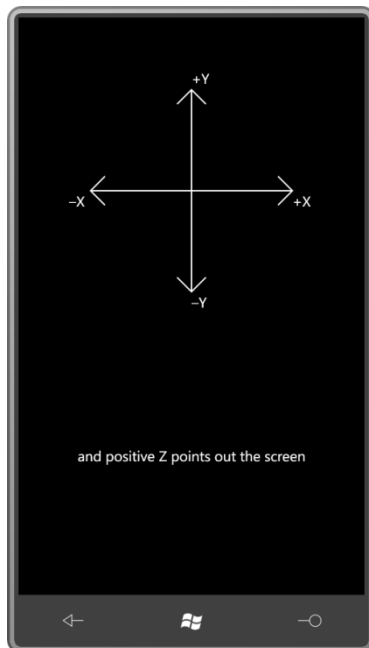 +Y
–X
+X
–Y
and positive Z points out the screen